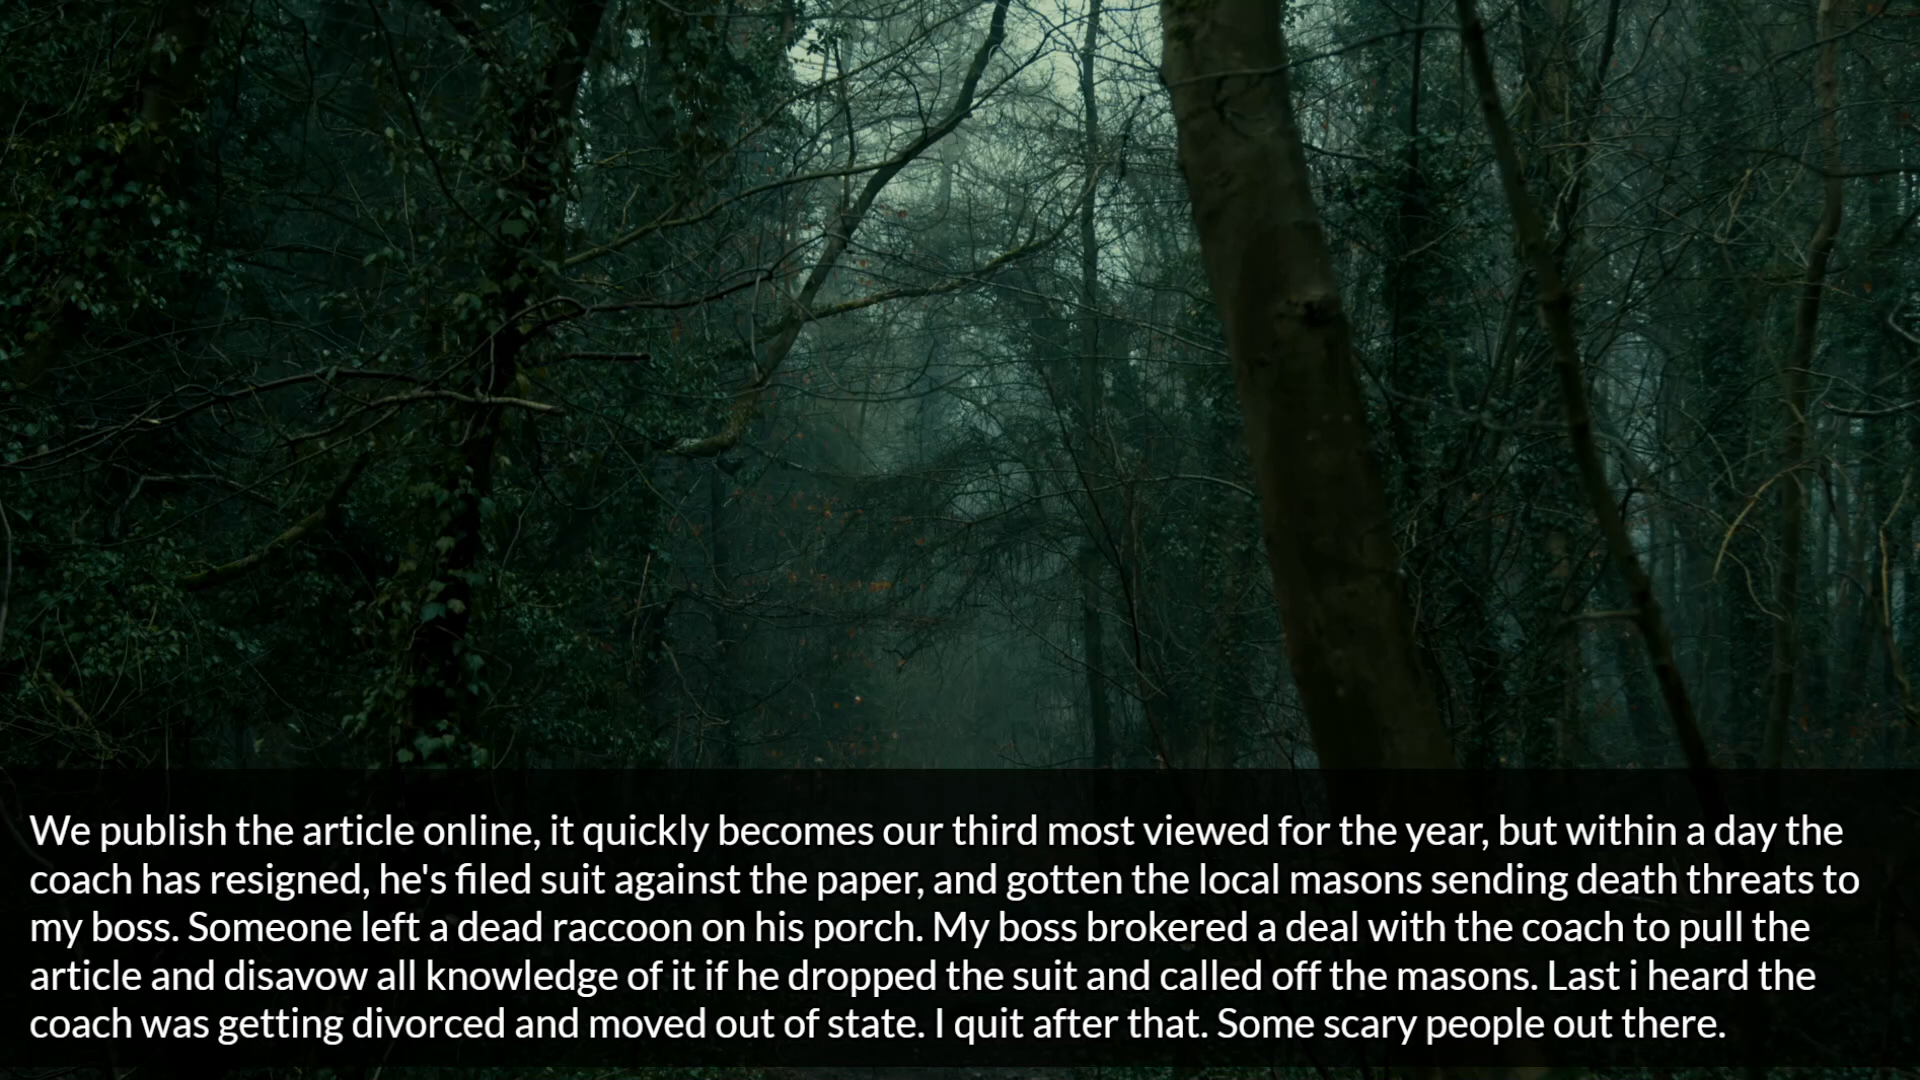 We publish the article online, it quickly becomes our third most viewed for the year, but within a day the
coach has resigned, he's filed suit against the paper, and gotten the local masons sending death threats to
my boss. Someone left a dead raccoon on his porch. My boss brokered a deal with the coach to pull the
article and disavow all knowledge of it if he dropped the suit and called off the masons. Last i heard the
coach was getting divorced and moved out of state. I quit after that. Some scary people out there.